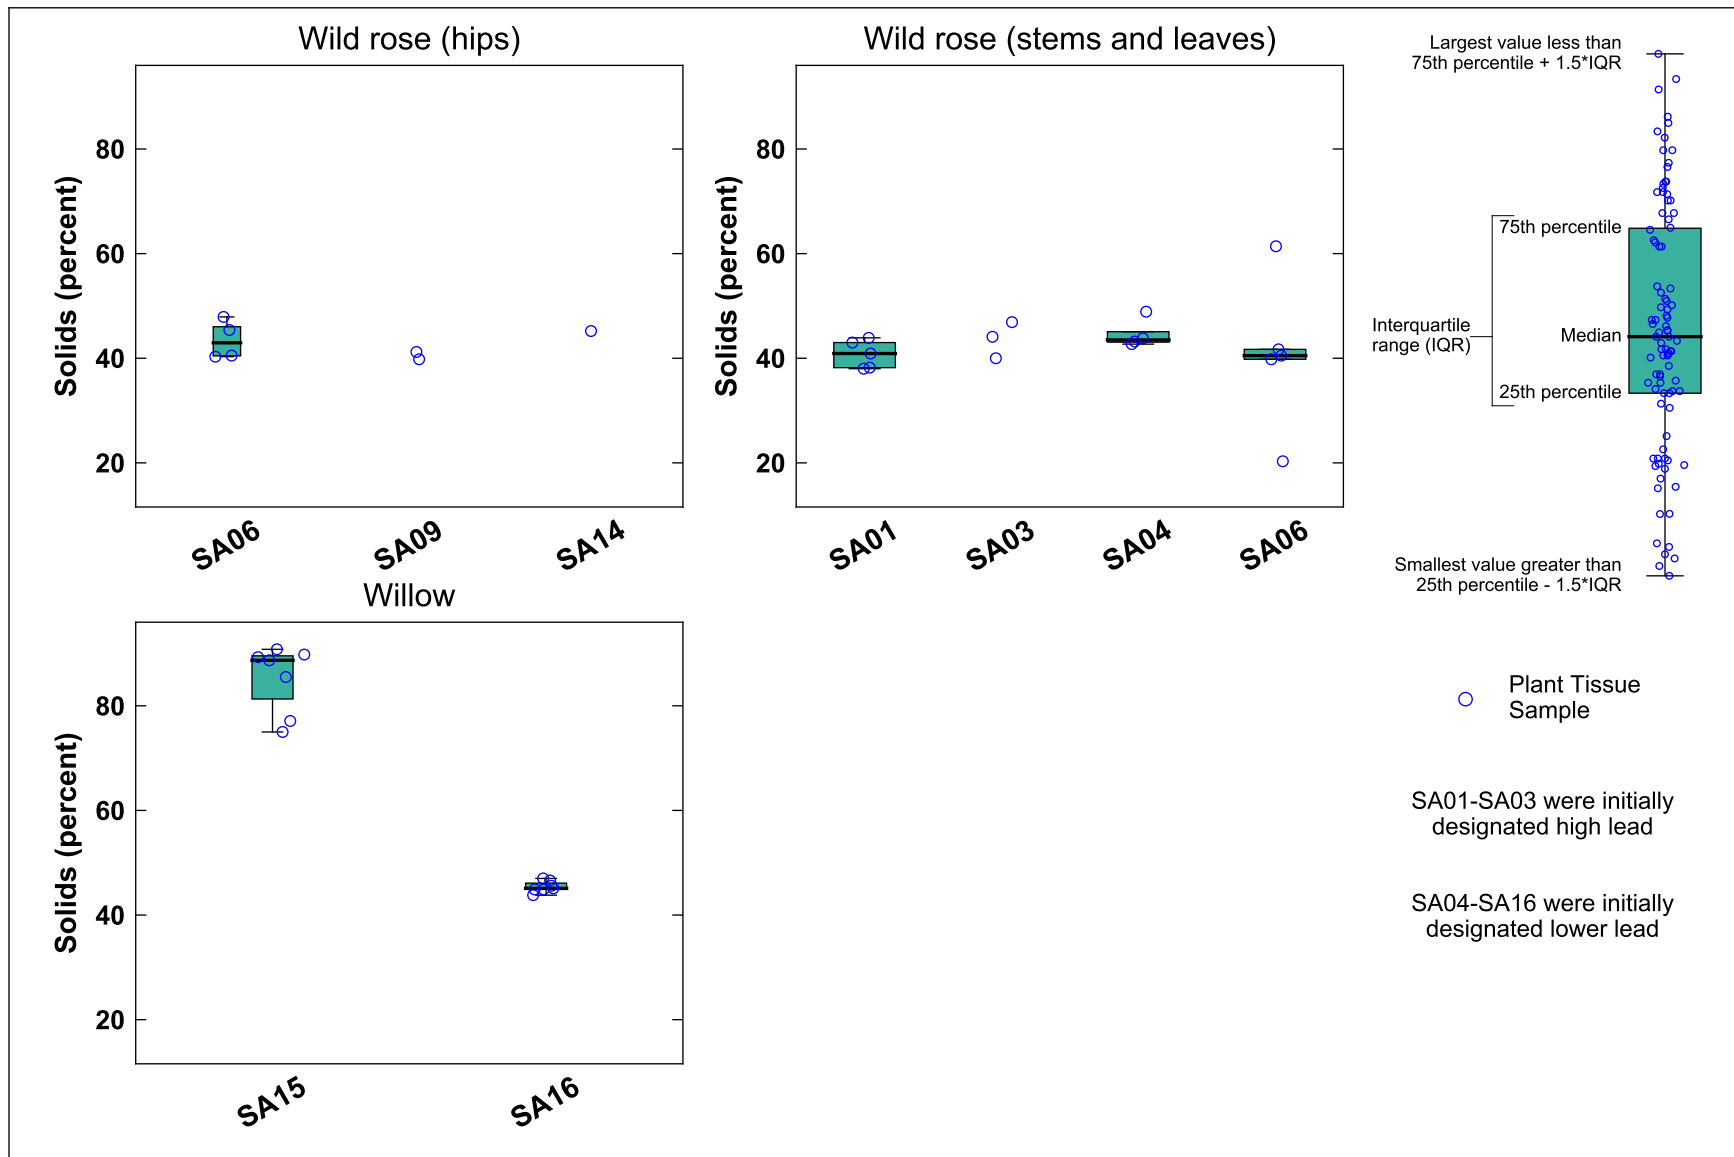 Wild rose (hips)
Solids (percent)
80
60
40
20
SA06
SA09
SA14
Wild rose (stems and leaves)
Solids (percent)
80
60
40
20
SA01
SA03
SA04
SA06
Largest value less than
75th percentile + 1.5*IQR
75th percentile
Interquartile
range (IQR)
Median
25th percentile
Smallest value greater than
25th percentile - 1.5*IQR
Willow
Solids (percent)
80
60
40
20
SA15
SA16
Plant Tissue
Sample
SA01-SA03 were initially
designated high lead
SA04-SA16 were initially
designated lower lead